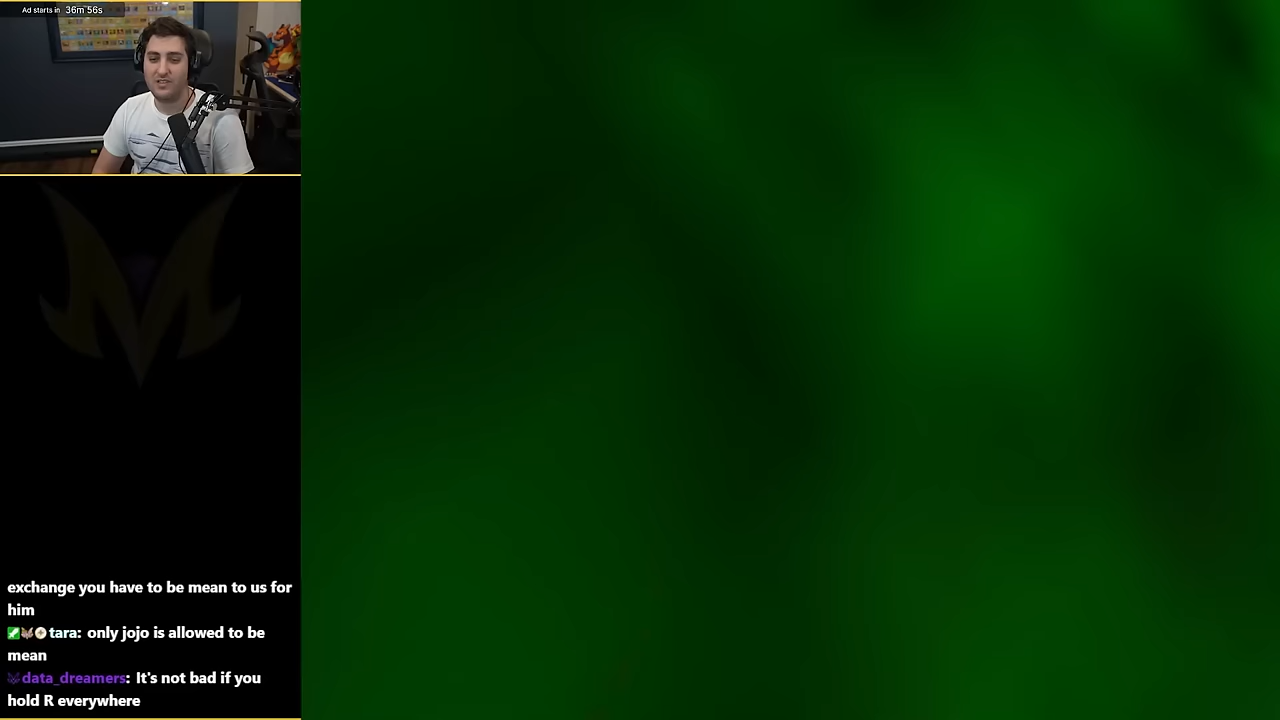 Ad starts in 36m 56s
exchange you have to be mean to us for
him
tara: only jojo is allowed to be
mean
data_dreamers: It's not bad if you
hold R everywhere